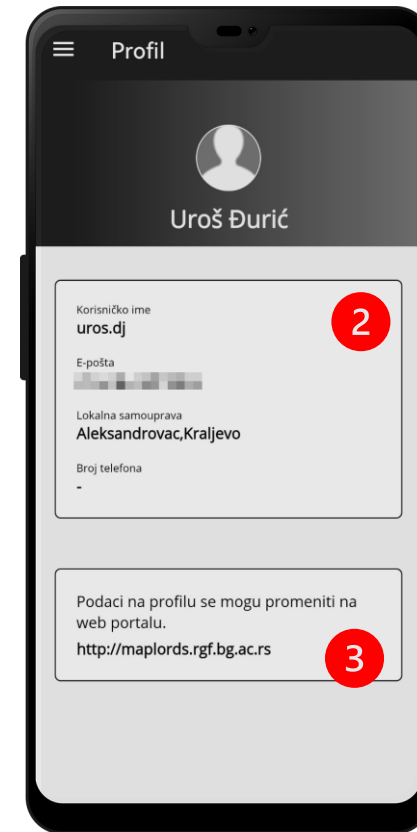 Profil
Uroš Đurić
Korisničko ime
uros.dj
2
E-pošta
Lokalna samouprava
Aleksandrovac,Kraljevo
Broj telefona
-
Podaci na profilu se mogu promeniti na
web portalu.
http://maplords.rgf.bg.ac.rs
3